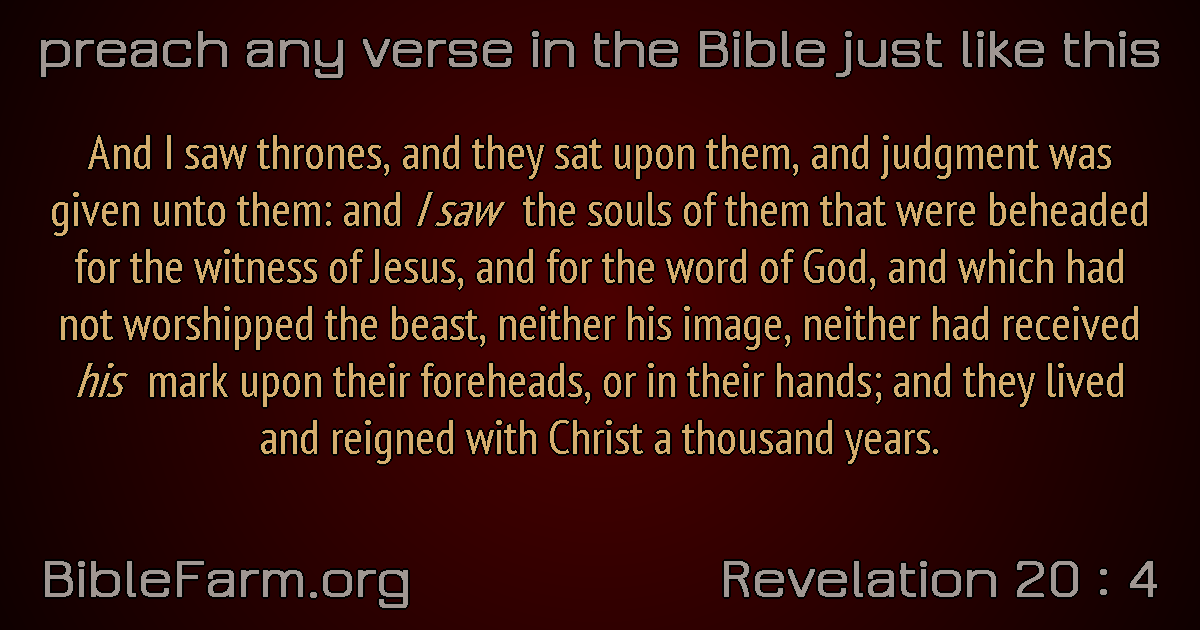 preach any verse in the Bible just like this
And I saw thrones, and they sat upon them, and judgment was
given unto them: and I saw the souls of them that were beheaded
for the witness of Jesus, and for the word of God, and which had
not worshipped the beast, neither his image, neither had received
his mark upon their foreheads, or in their hands; and they lived
and reigned with Christ a thousand years.
BibleFarm.org
Revelation 20 : 4